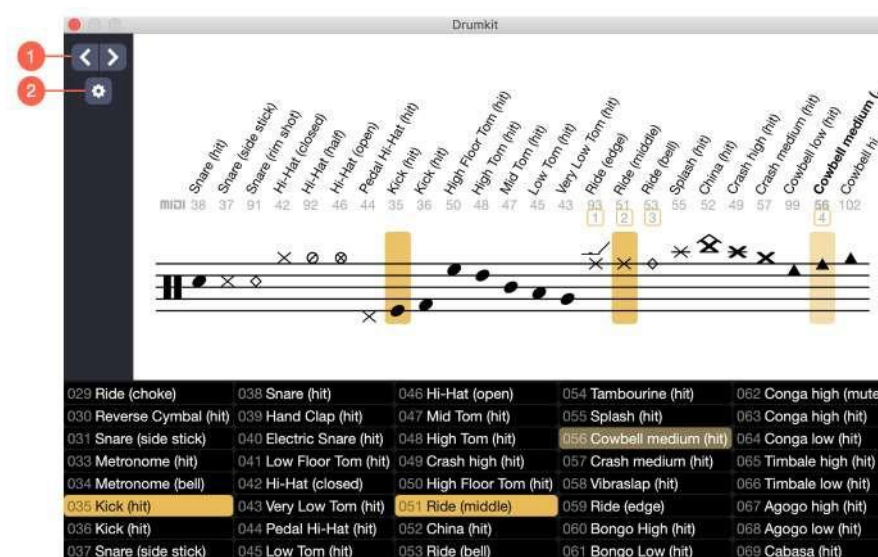 Drumkit
1
2
Snare (hit)
Snare (side stick)
Snare (rim shot)
Hi-Hat (closed)
Hi-Hat (half)
Hi-Hat (open)
Pedal Hi-Hat (hit)
Kick (hit)
Kick (hit)
High Floor Tom (hit)
High Tom (hit)
Mid Tom (hit)
Low Tom (hit)
Very Low Tom (hit)
Ride (edge)
Ride (middle)
Ride (bell)
Splash (hit)
China (hit)
Crash high (hit)
Crash medium (hit)
Cowbell low (hit)
Cowbell medium (
Cowbell hi
MIDI 38 37 91 42 92 46 44 35 36 50 48 47 45 43 93 51 53 55 52 49 57 99 56 102
1 2 3 4
029 Ride (choke) 038 Snare (hit) 046 Hi-Hat (open) 054 Tambourine (hit) 062 Conga high (mute
030 Reverse Cymbal (hit) 039 Hand Clap (hit) 047 Mid Tom (hit) 055 Splash (hit) 063 Conga high (hit)
031 Snare (side stick) 040 Electric Snare (hit) 048 High Tom (hit) 056 Cowbell medium (hit) 064 Conga low (hit)
033 Metronome (hit) 041 Low Floor Tom (hit) 049 Crash high (hit) 057 Crash medium (hit) 065 Timbale high (hit)
034 Metronome (bell) 042 Hi-Hat (closed) 050 High Floor Tom (hit) 058 Vibraslap (hit) 066 Timbale low (hit)
035 Kick (hit) 043 Very Low Tom (hit) 051 Ride (middle) 059 Ride (edge) 067 Agogo high (hit)
036 Kick (hit) 044 Pedal Hi-Hat (hit) 052 China (hit) 060 Bongo High (hit) 068 Agogo low (hit)
037 Snare (side stick) 045 Low Tom (hit) 053 Ride (bell) 061 Bongo Low (hit) 069 Cabasa (hit)